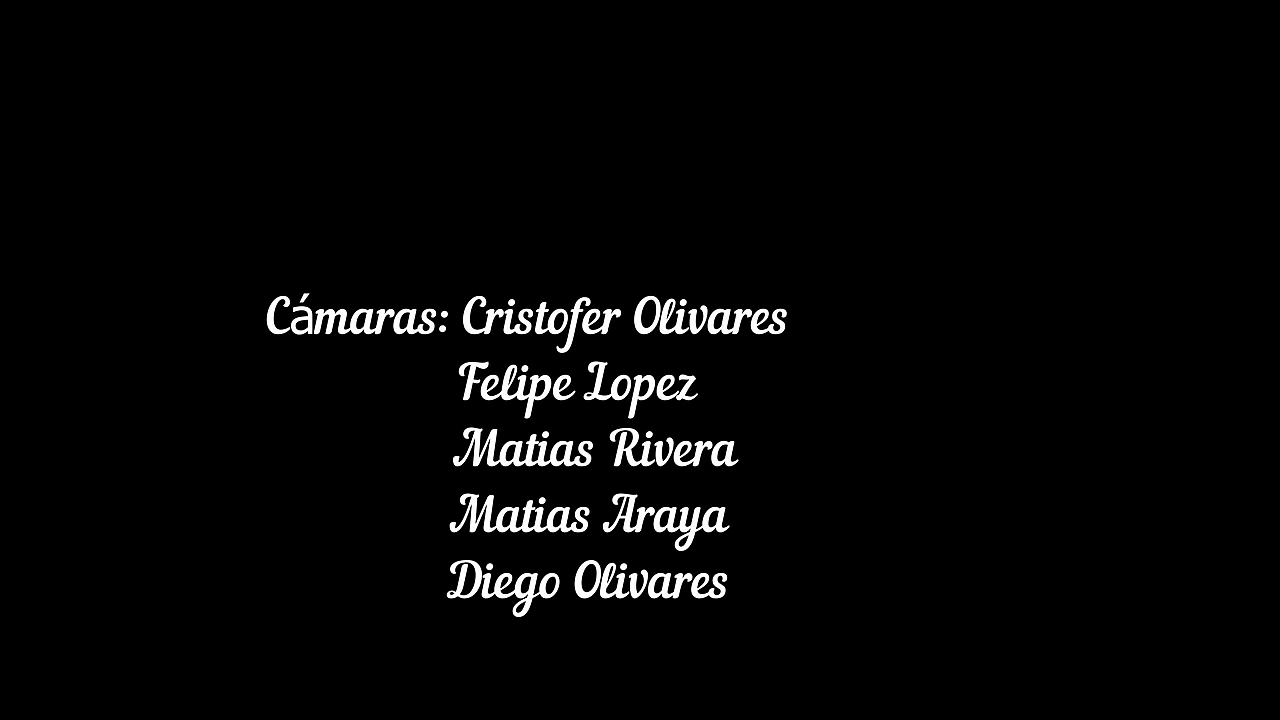 Cámaras: Cristofer Olivares
Felipe Lopez
Matias Rivera
Matias Araya
Diego Olivares